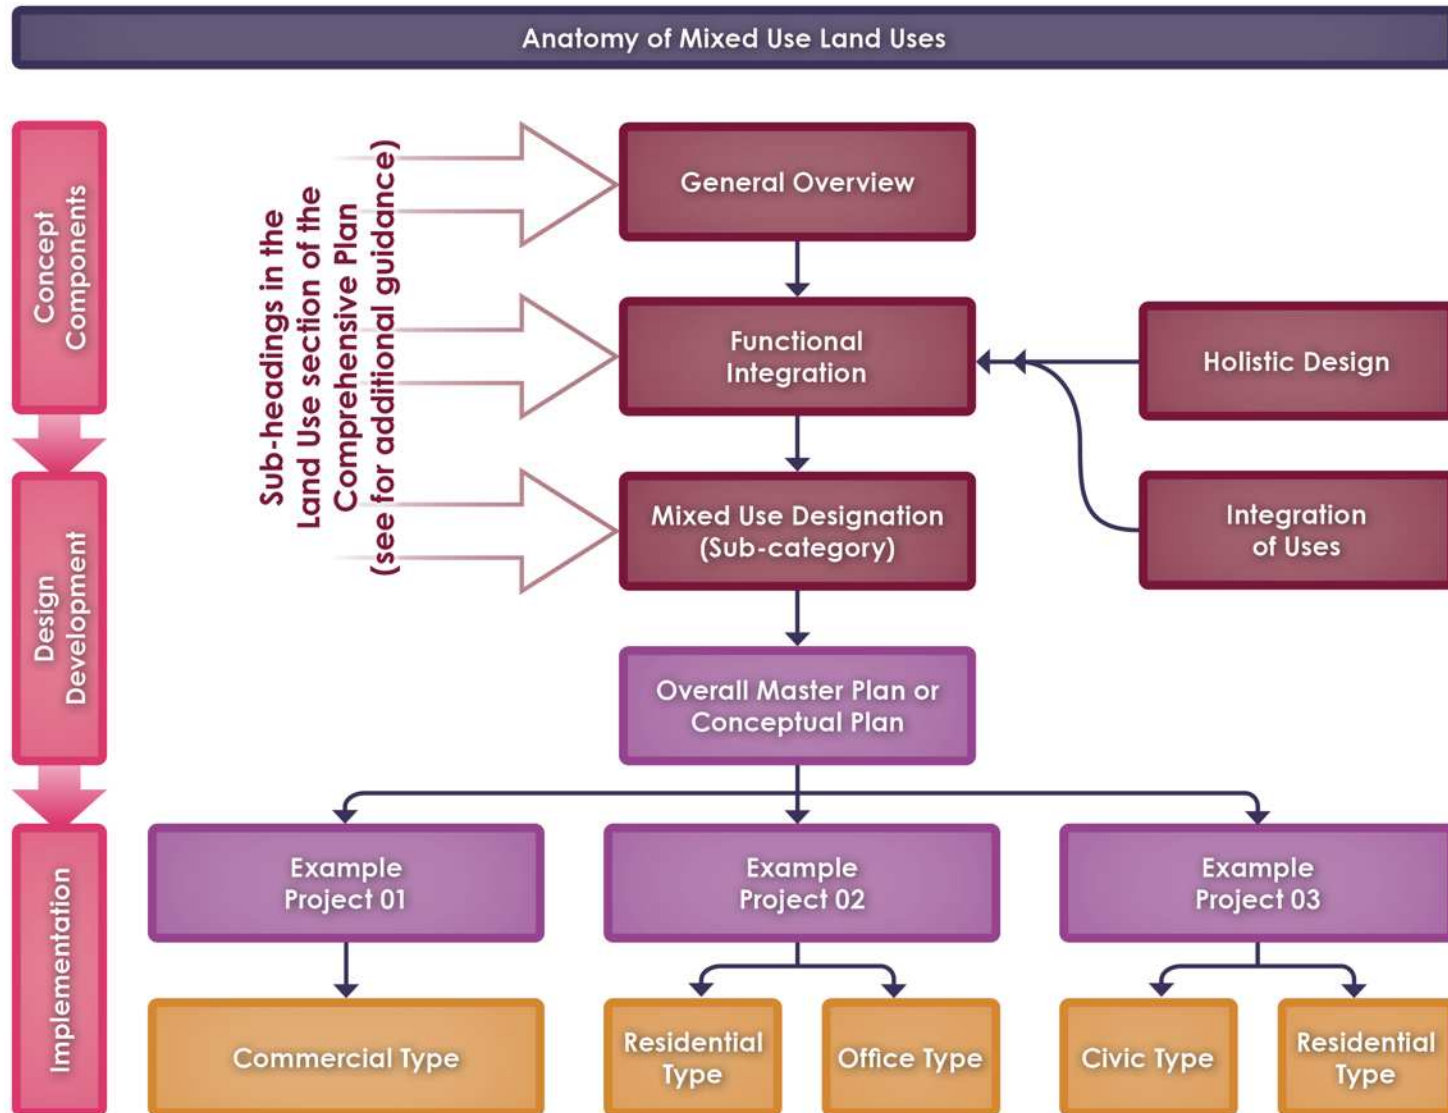 Anatomy of Mixed Use Land Uses
Concept
Components
Design
Development
Implementation
Sub-headings in the
Land Use section of the
Comprehensive Plan
(see for additional guidance)
General Overview
Functional
Integration
Holistic Design
Mixed Use Designation
(Sub-category)
Integration
of Uses
Overall Master Plan or
Conceptual Plan
Example
Project 01
Example
Project 02
Example
Project 03
Commercial Type
Residential
Type
Office Type
Civic Type
Residential
Type